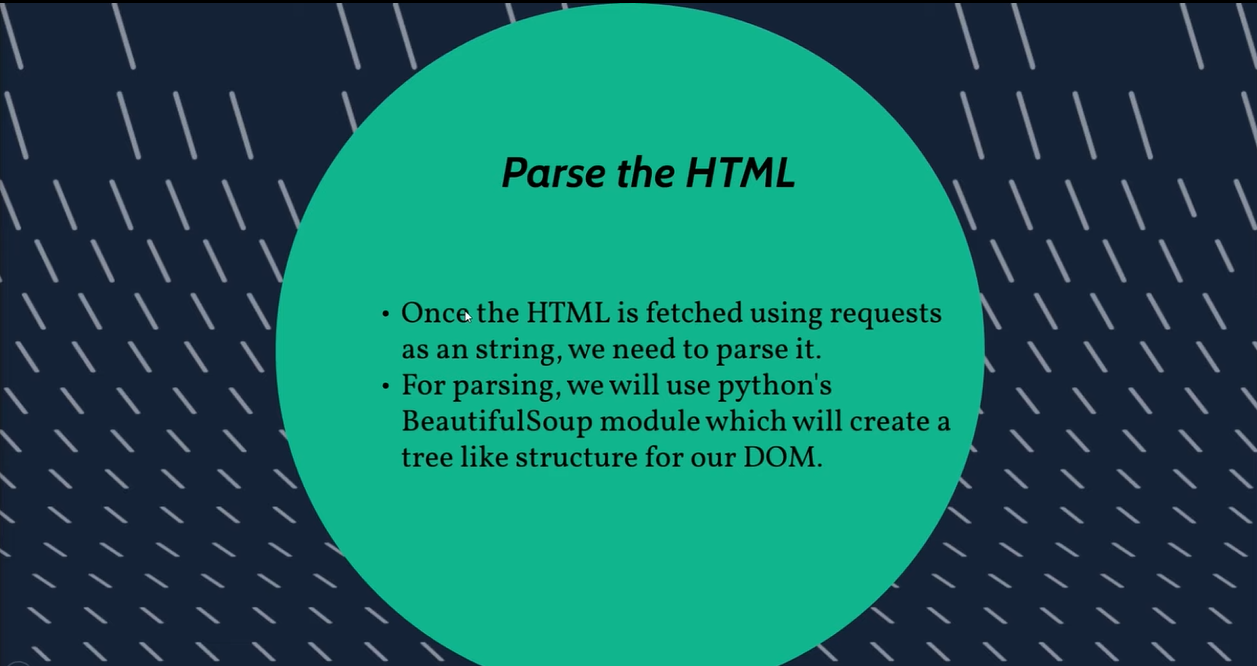 Parse the HTML
• Once the HTML is fetched using requests
as an string, we need to parse it.
• For parsing, we will use python's
BeautifulSoup module which will create a
tree like structure for our DOM.